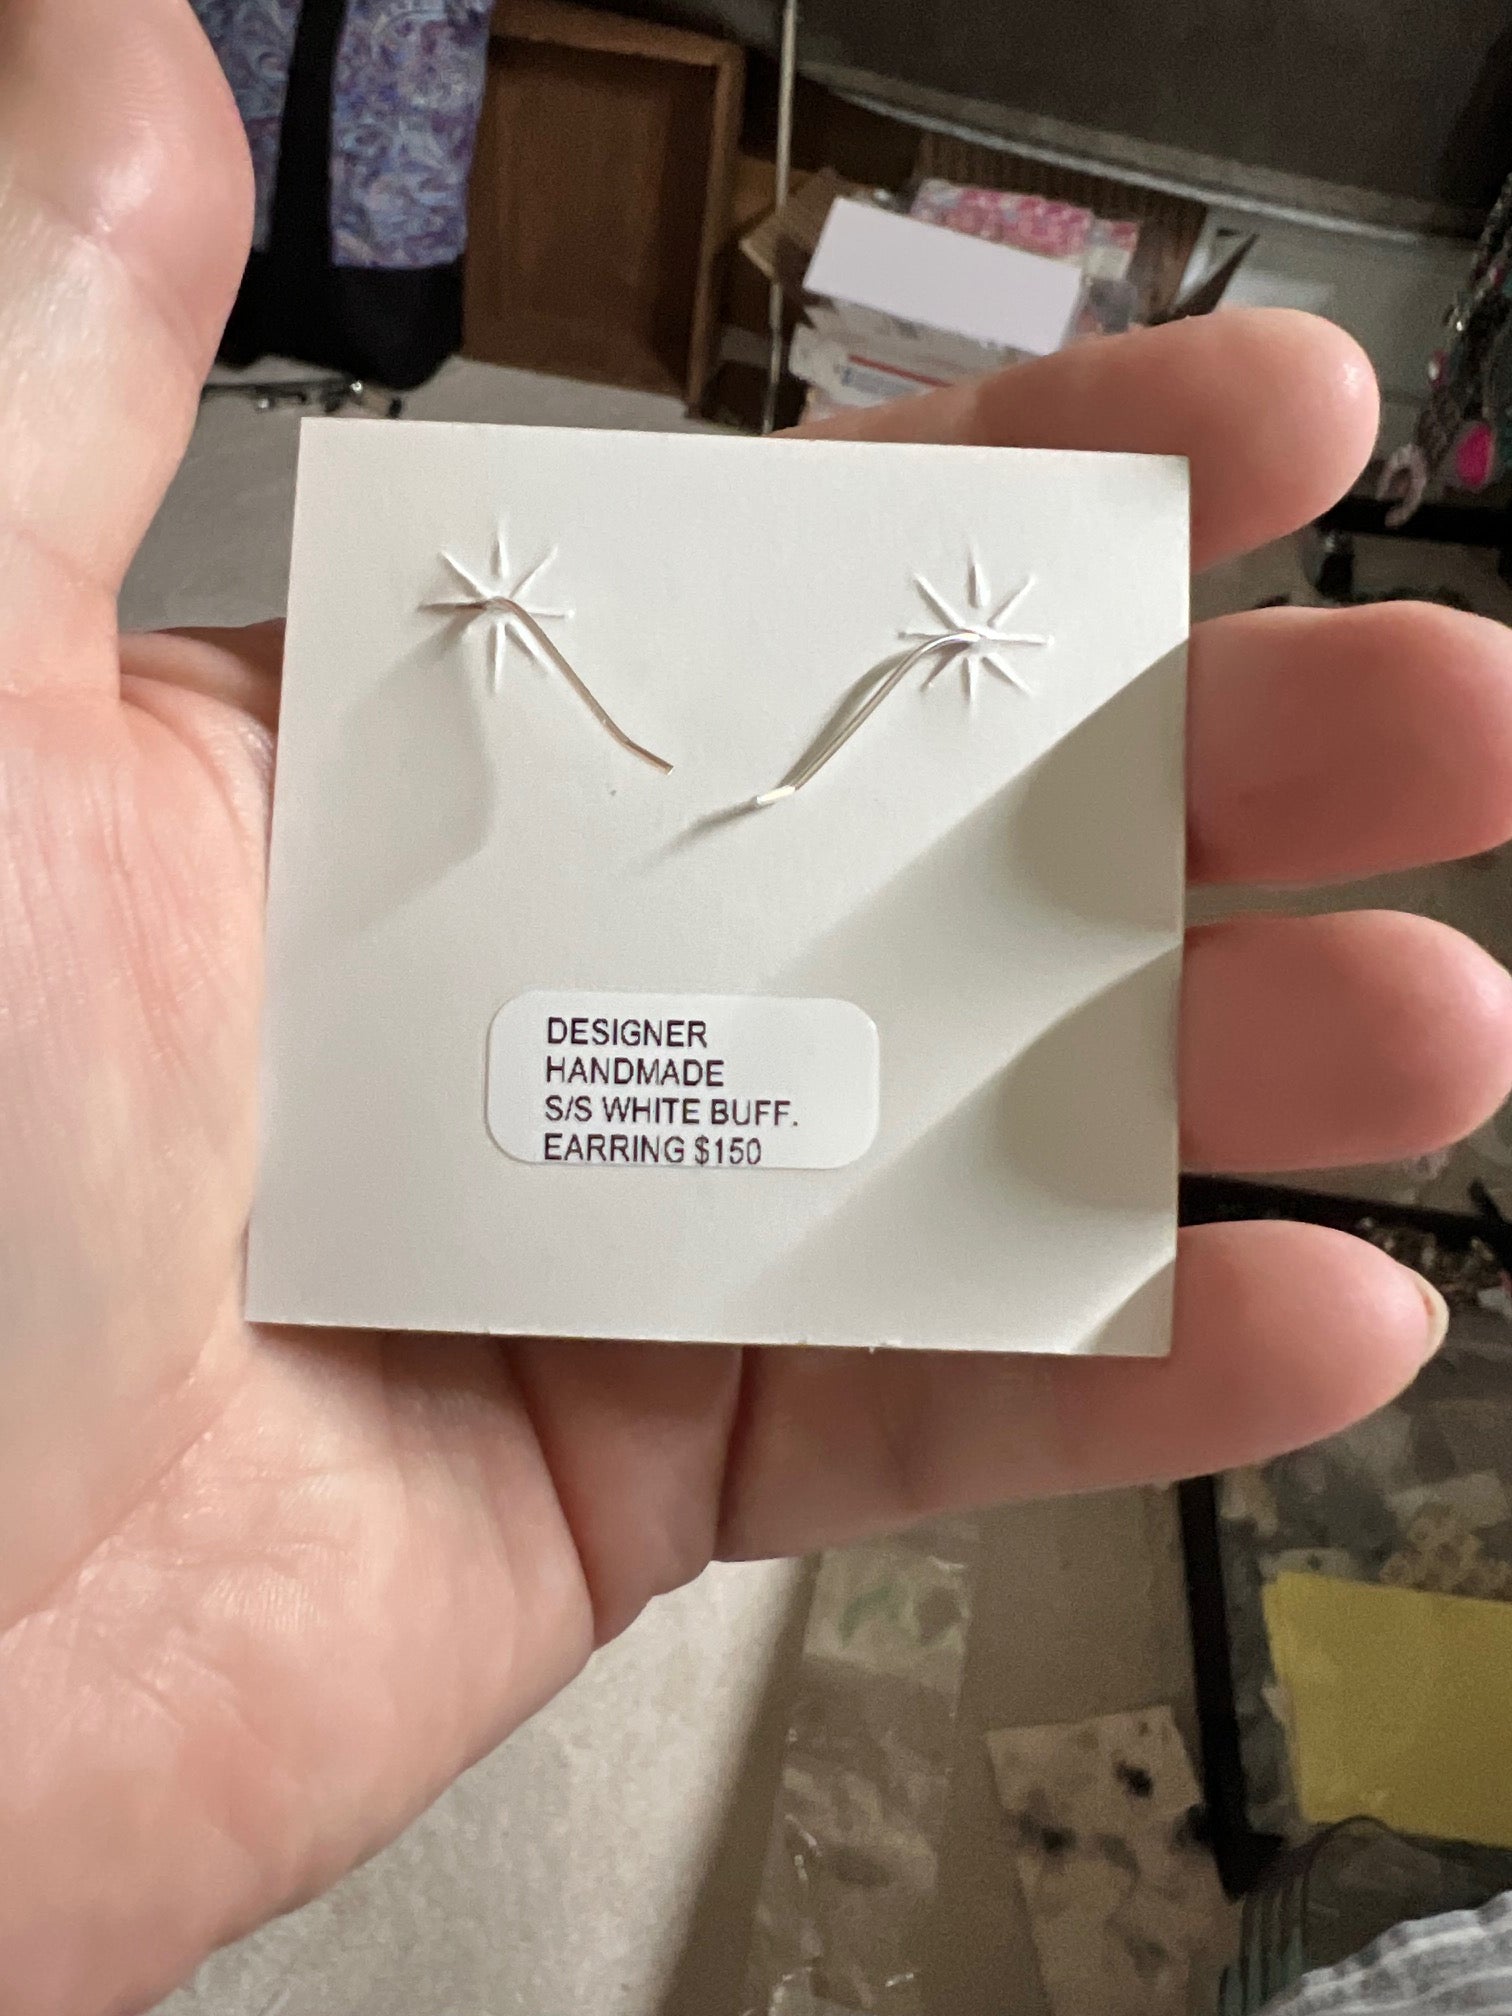 DESIGNER
HANDMADE
S/S WHITE BUFF.
EARRING $150